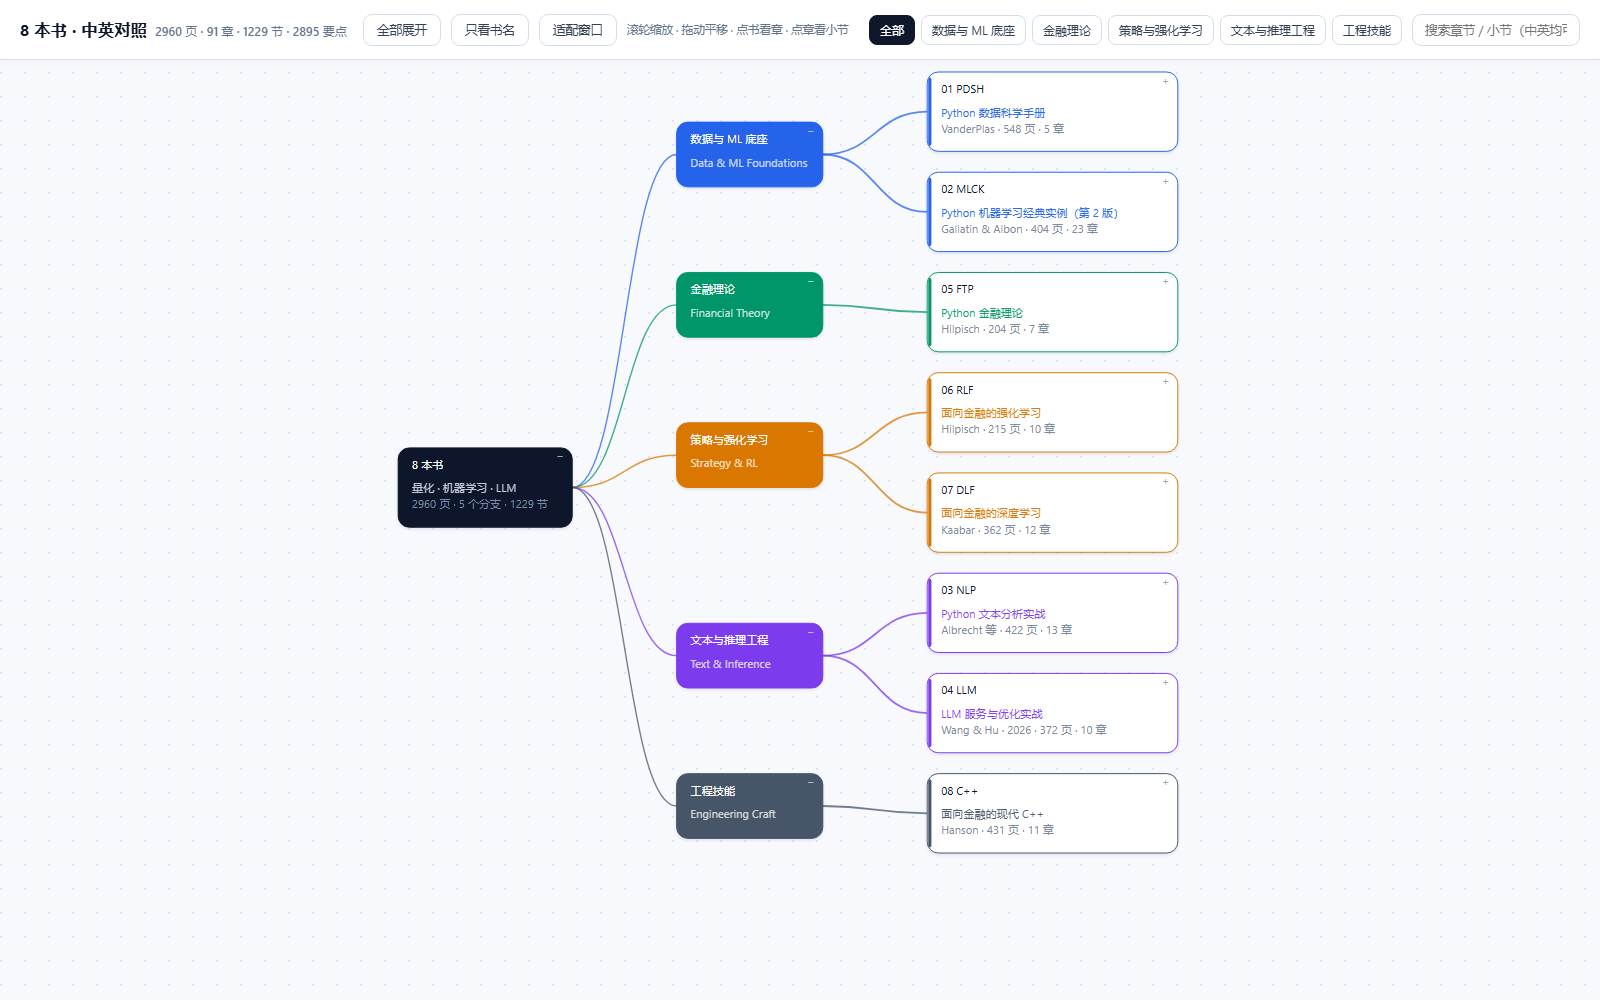 8 本书 · 中英对照 2960 页 · 91 章 · 1229 节 · 2895 要点
全部展开
只看书名
适配窗口
滚轮缩放 · 拖动平移 · 点书看章 · 点章看小节
全部
数据与 ML 底座
金融理论
策略与强化学习
文本与推理工程
工程技能
搜索章节 / 小节（中英均
8 本书
量化 · 机器学习 · LLM
2960 页 · 5 个分支 · 1229 节
数据与 ML 底座
Data & ML Foundations
01 PDSH
Python 数据科学手册
VanderPlas · 548 页 · 5 章
02 MLCK
Python 机器学习经典实例（第 2 版）
Gallatin & Albon · 404 页 · 23 章
金融理论
Financial Theory
05 FTP
Python 金融理论
Hilpisch · 204 页 · 7 章
策略与强化学习
Strategy & RL
06 RLF
面向金融的强化学习
Hilpisch · 215 页 · 10 章
07 DLF
面向金融的深度学习
Kaabar · 362 页 · 12 章
文本与推理工程
Text & Inference
03 NLP
Python 文本分析实战
Albrecht 等 · 422 页 · 13 章
04 LLM
LLM 服务与优化实战
Wang & Hu · 2026 · 372 页 · 10 章
工程技能
Engineering Craft
08 C++
面向金融的现代 C++
Hanson · 431 页 · 11 章